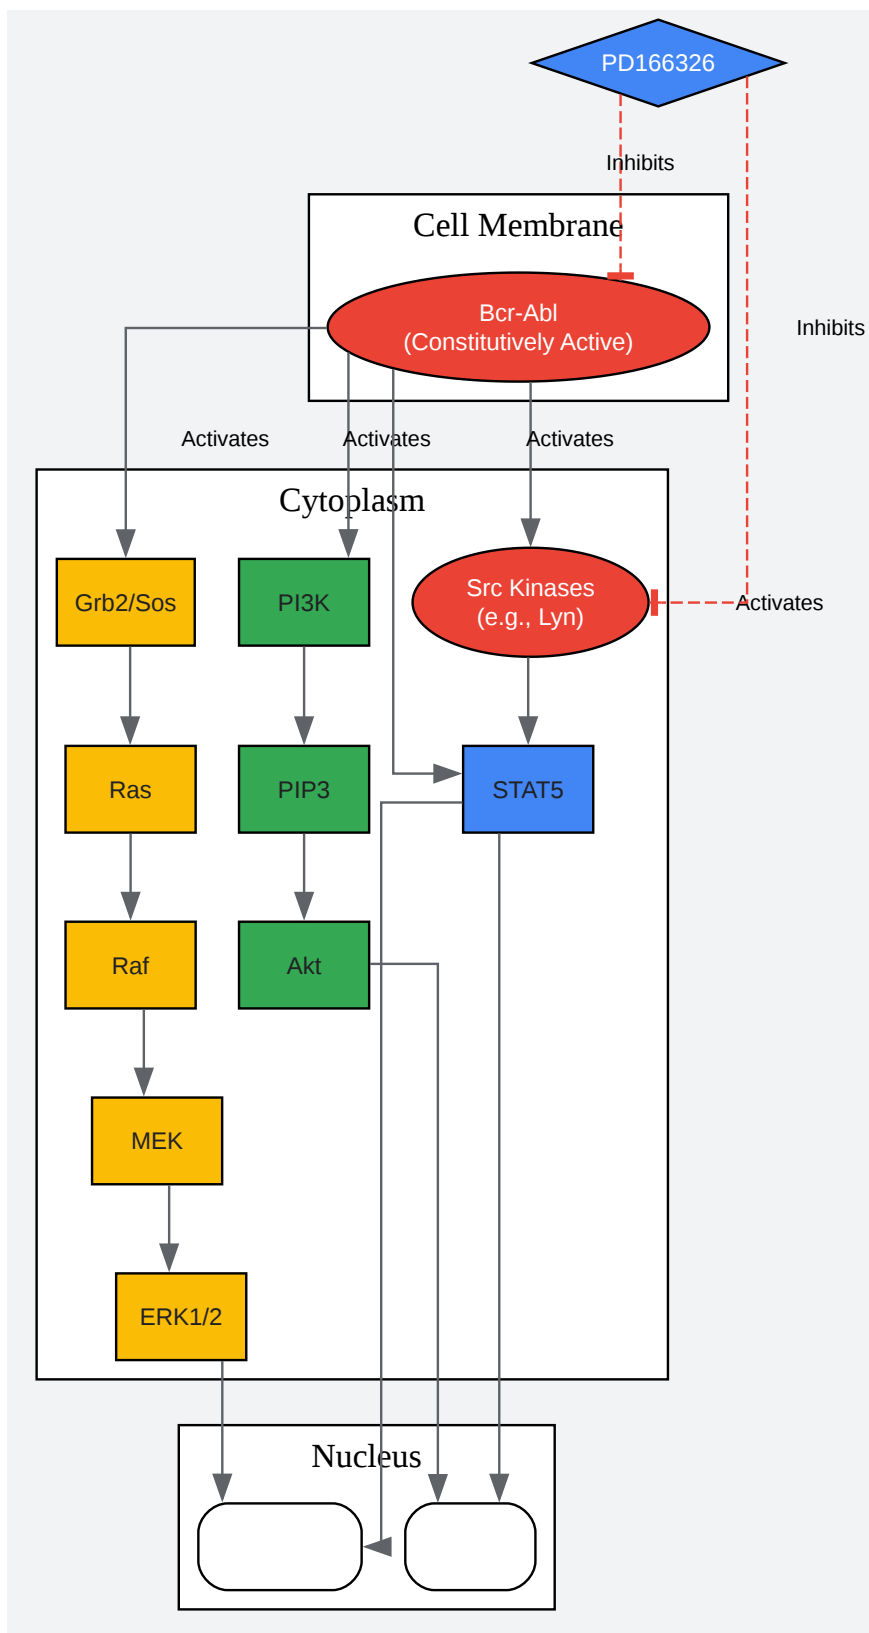 PD166326
Inhibits
Cell Membrane
Bcr-Abl
(Constitutively Active)
Inhibits
Activates
Activates
Activates
Cytoplasm
Grb2/Sos
PI3K
Src Kinases
(e.g., Lyn)
Activates
Ras
PIP3
STAT5
Raf
Akt
MEK
ERK1/2
Nucleus